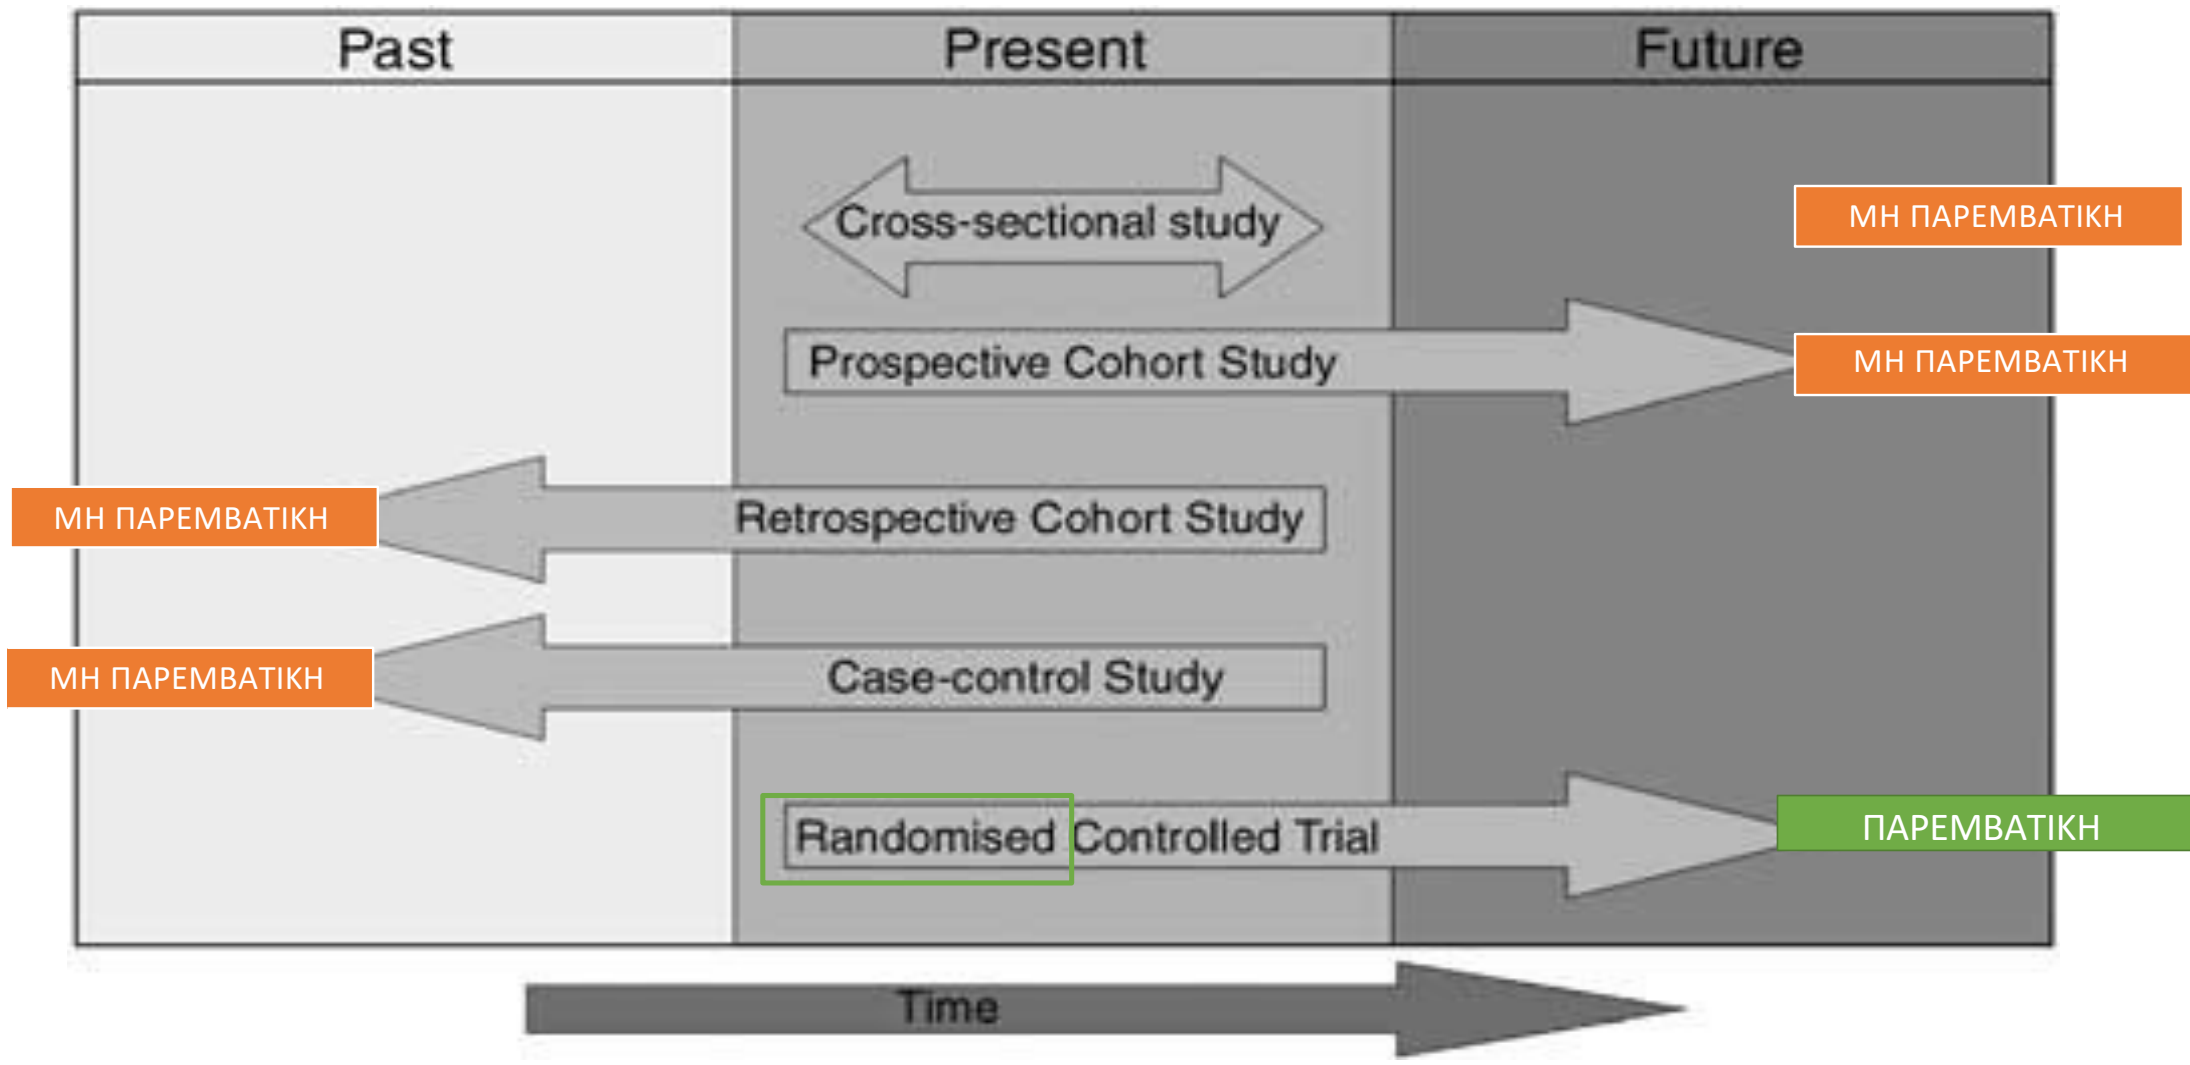 Past
Present
Future
Cross-sectional study
ΜΗ ΠΑΡΕΜΒΑΤΙΚΗ
Prospective Cohort Study
ΜΗ ΠΑΡΕΜΒΑΤΙΚΗ
ΜΗ ΠΑΡΕΜΒΑΤΙΚΗ
Retrospective Cohort Study
ΜΗ ΠΑΡΕΜΒΑΤΙΚΗ
Case-control Study
Randomised Controlled Trial
ΠΑΡΕΜΒΑΤΙΚΗ
Time